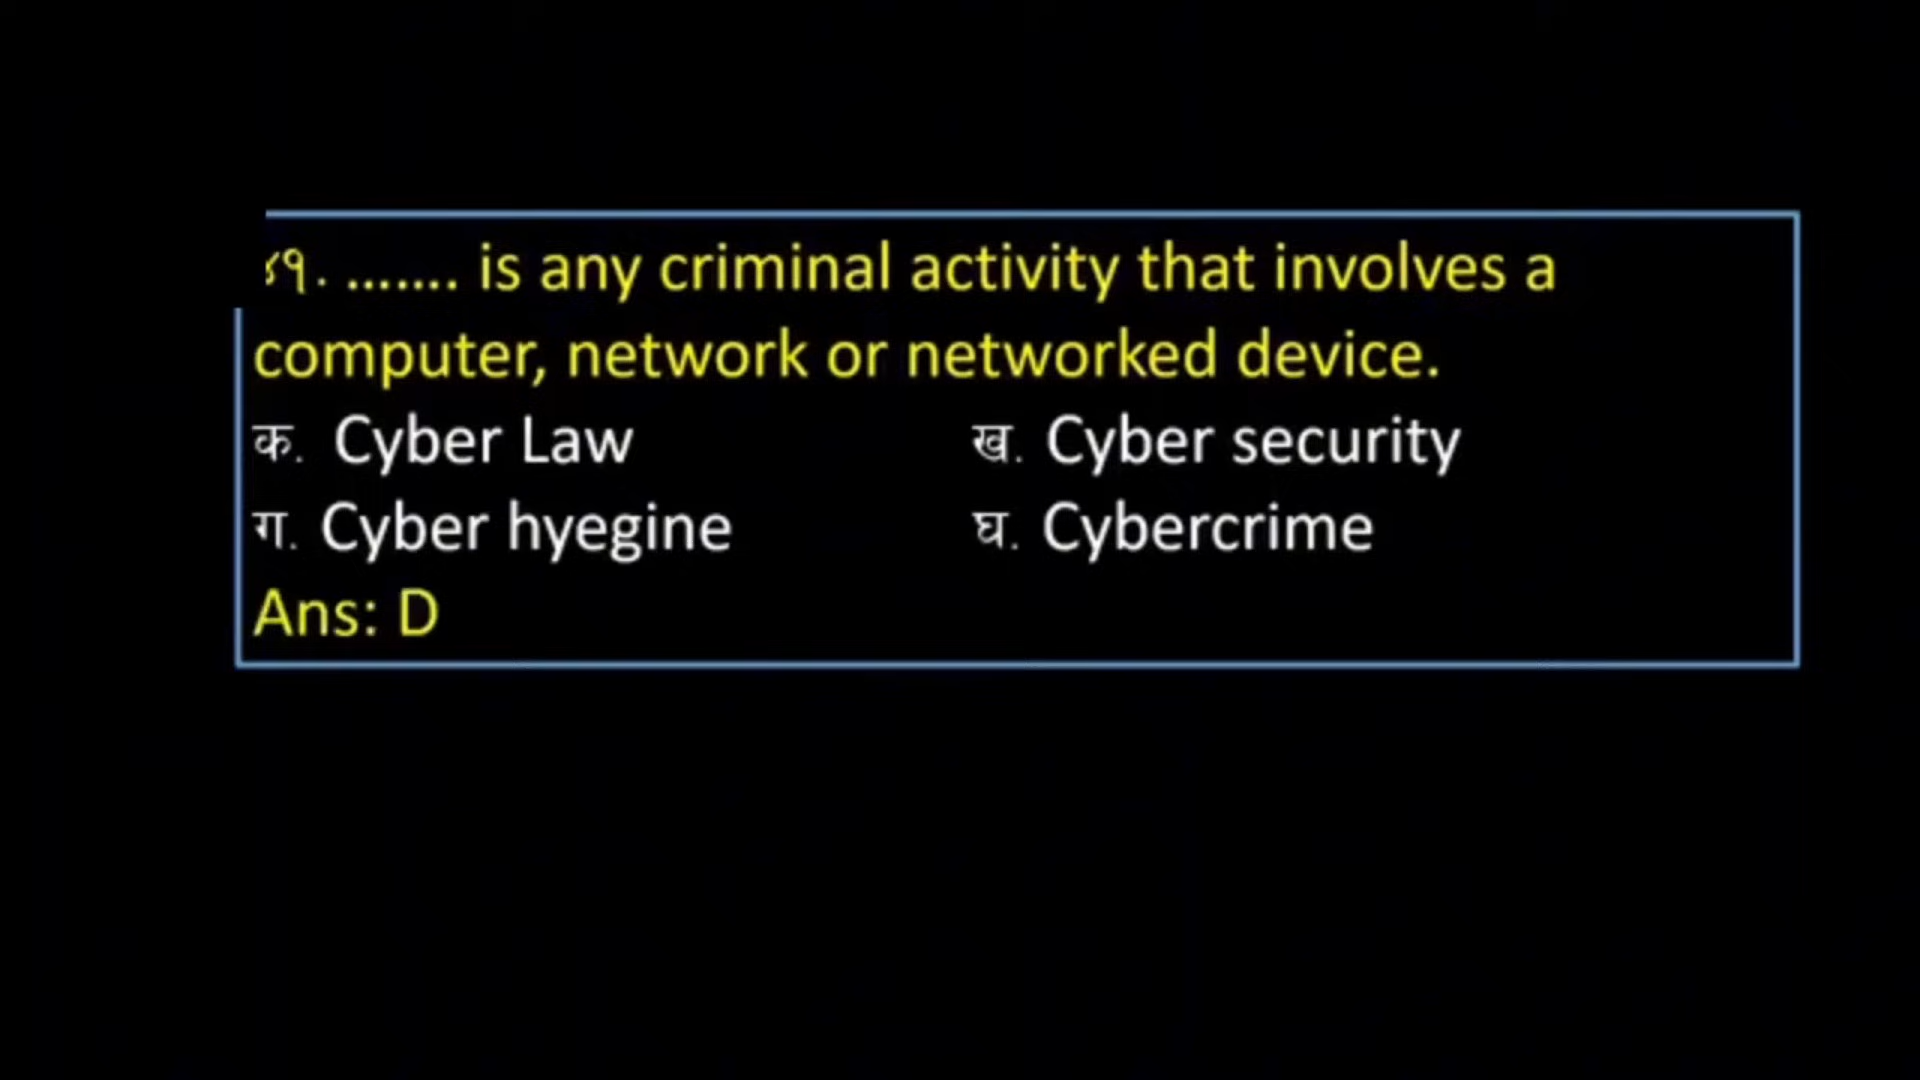 ४१. ....... is any criminal activity that involves a
computer, network or networked device.
क. Cyber Law ख. Cyber security
ग. Cyber hyegine घ. Cybercrime
Ans: D